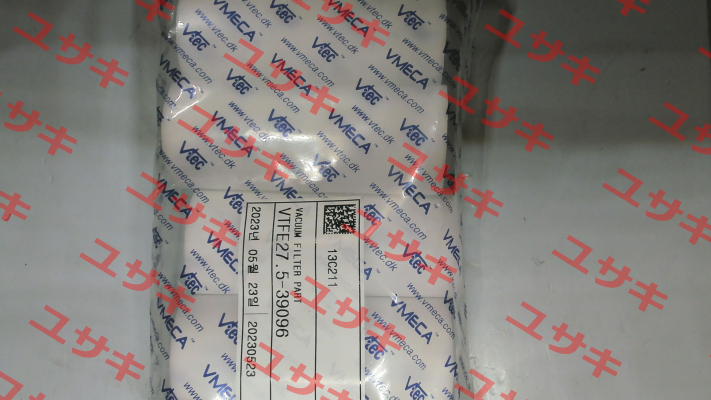 VMECA
Vtec
www.vtec.dk
www.vmeca.com
13C211
VACUUM FILTER PART
VTFE27.5-39096
2023년 05월 23일 20230523
ユサキ